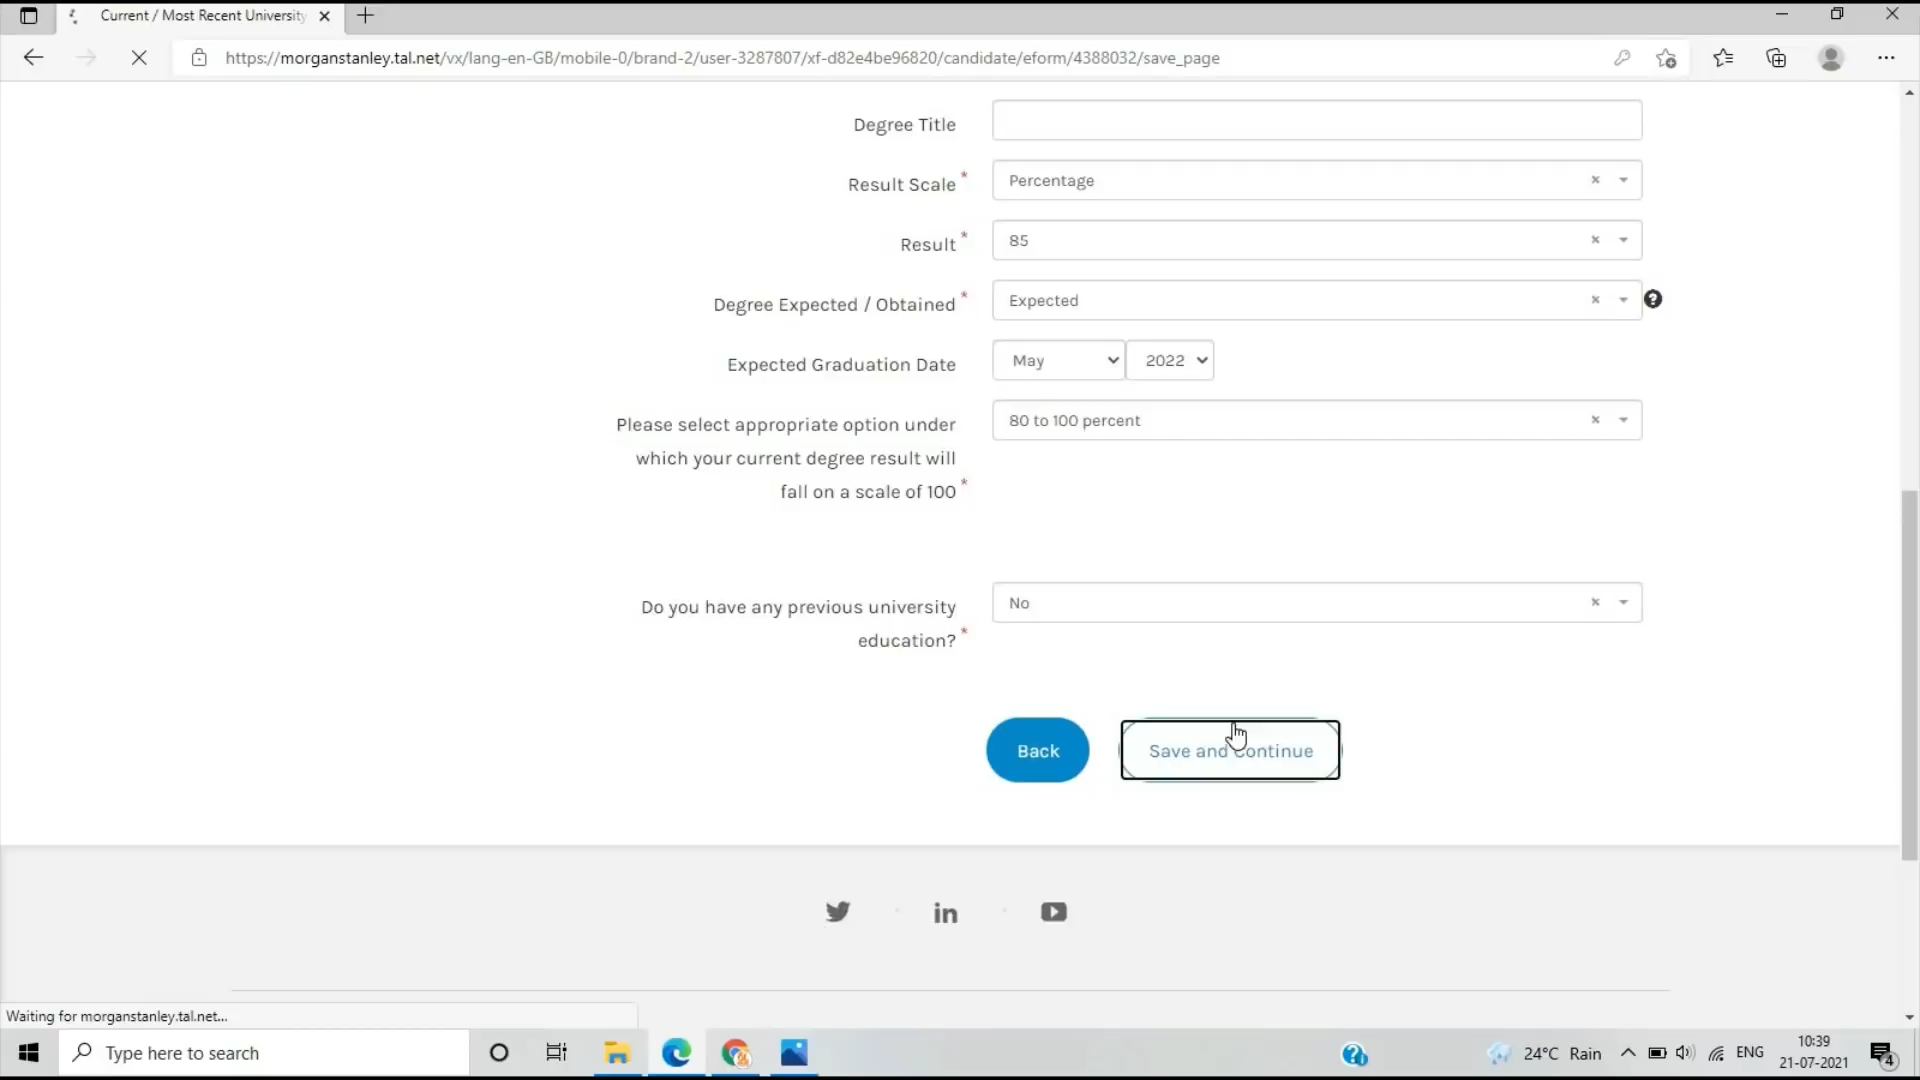 Current / Most Recent University
https://morganstanley.tal.net/vx/lang-en-GB/mobile-0/brand-2/user-3287807/xf-d82e4be96820/candidate/eform/4388032/save_page
Degree Title
Result Scale *
Percentage
Result *
85
Degree Expected / Obtained *
Expected
Expected Graduation Date
May
2022
Please select appropriate option under
which your current degree result will
fall on a scale of 100 *
80 to 100 percent
Do you have any previous university
education? *
No
Back
Save and Continue
Waiting for morganstanley.tal.net...
Type here to search
24°C Rain
ENG
10:39
21-07-2021
4